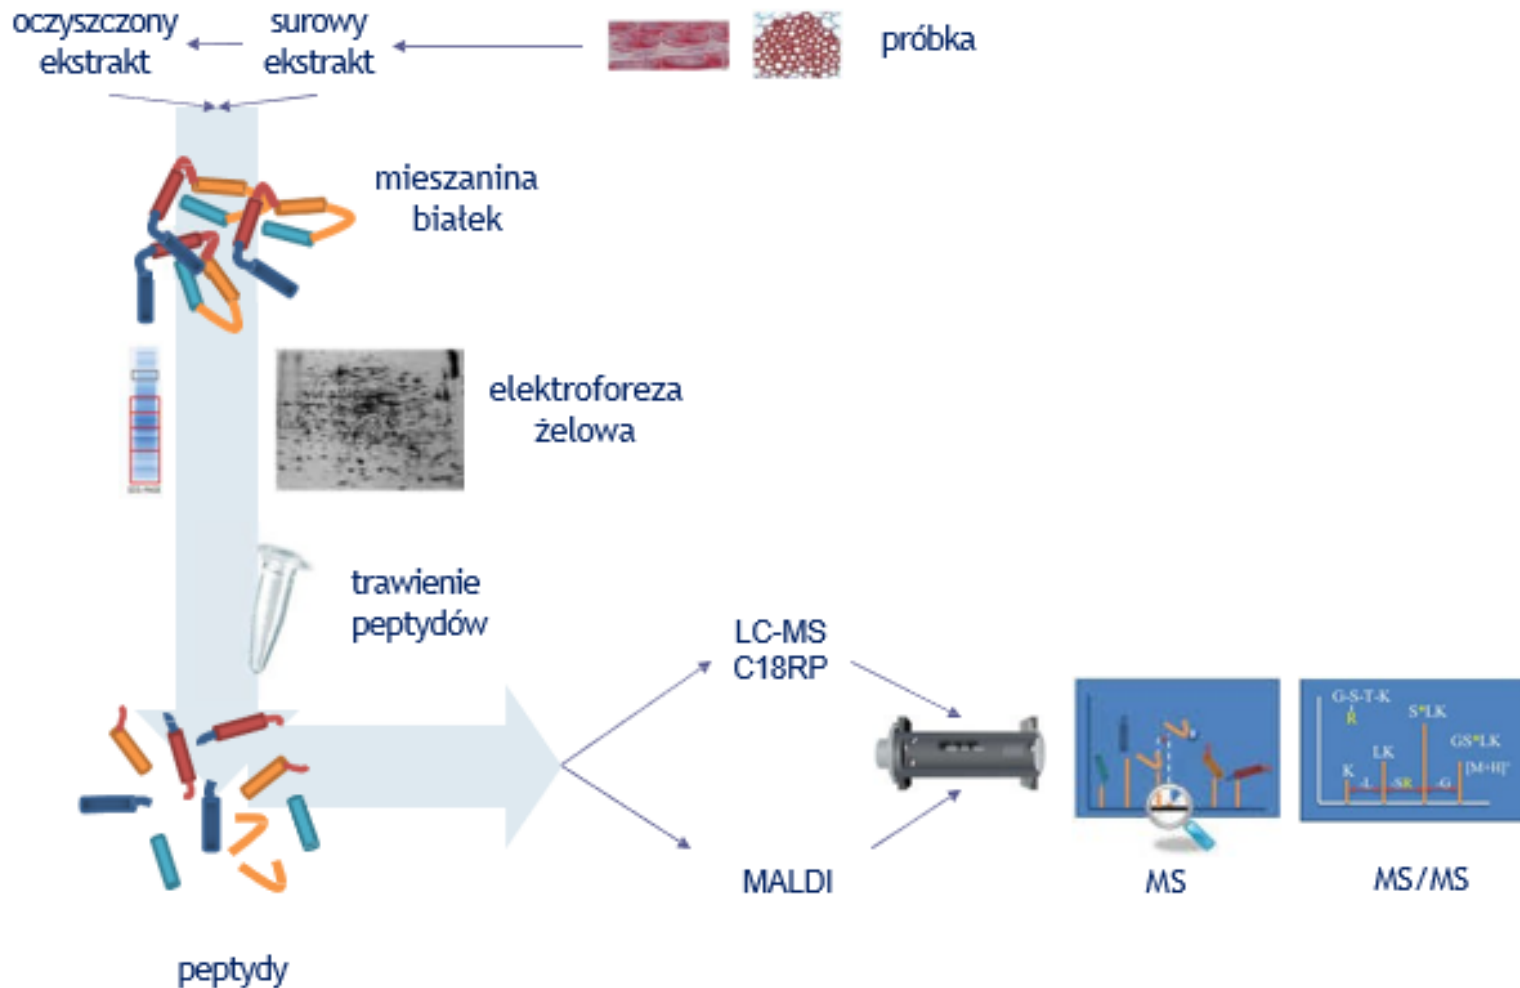 oczyszczony
ekstrakt
surowy
ekstrakt
próbka
mieszanina
białek
elektroforeza
żelowa
trawienie
peptydów
LC-MS
C18RP
MALDI
peptydy
MS
G-S-T-K
R
S*LK
LK
GS*LK
K
[M+H]⁺
-L
-SR
-G
MS/MS